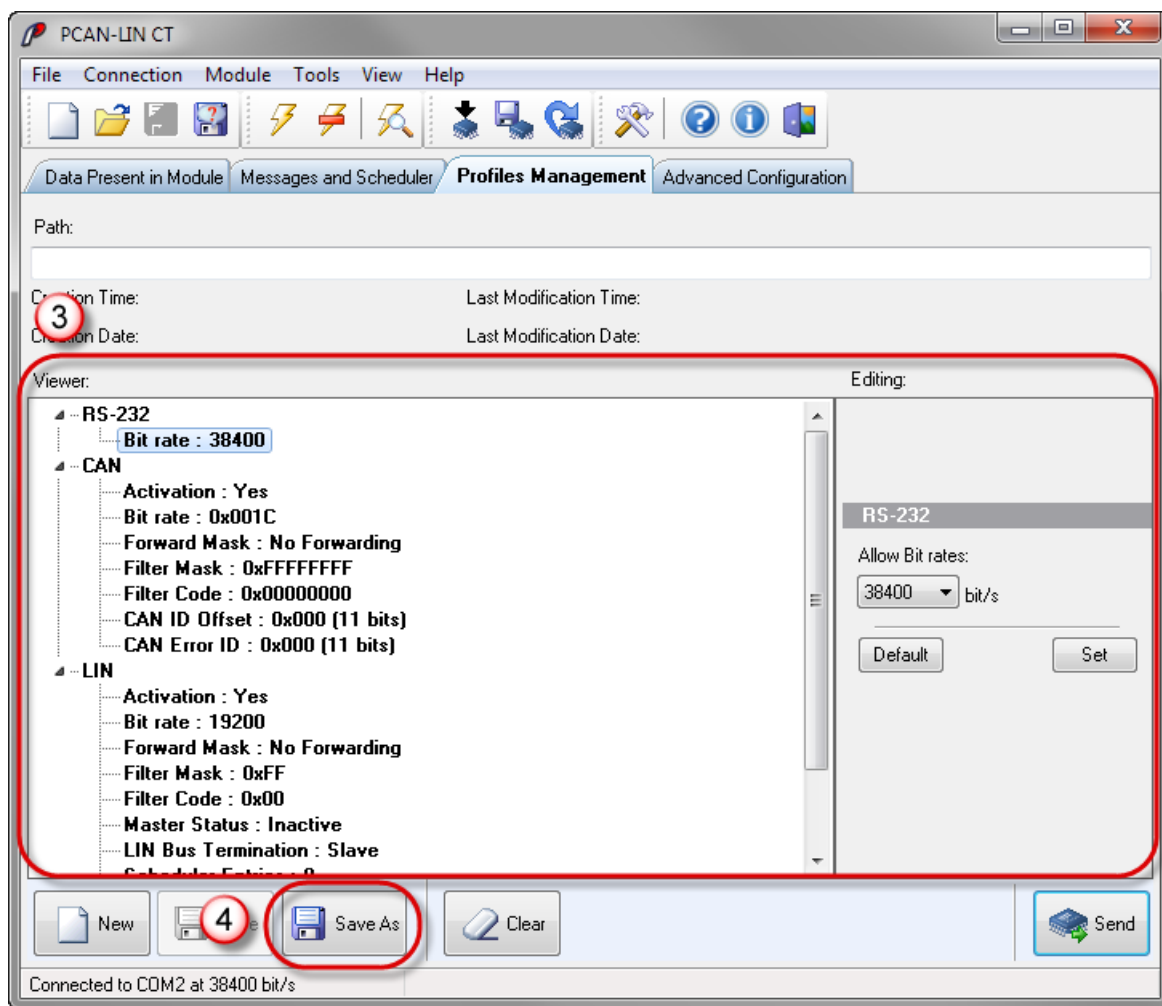 PCAN-LIN CT
File Connection Module Tools View Help
Data Present in Module Messages and Scheduler Profiles Management Advanced Configuration
Path:
Time: Last Modification Time:
3
Date: Last Modification Date:
Viewer: Editing:
RS-232
Bit rate : 38400
CAN
Activation : Yes
Bit rate : 0x001C
RS-232
Forward Mask : No Forwarding
Allow Bit rates:
Filter Mask : 0xFFFFFFFF
Filter Code : 0x00000000
38400 bit/s
CAN ID Offset : 0x000 (11 bits)
CAN Error ID : 0x000 (11 bits)
Default Set
LIN
Activation : Yes
Bit rate : 19200
Forward Mask : No Forwarding
Filter Mask : 0xFF
Filter Code : 0x00
Master Status : Inactive
LIN Bus Termination : Slave
Scheduler Entries : 0
New 4 Save As Clear Send
Connected to COM2 at 38400 bit/s